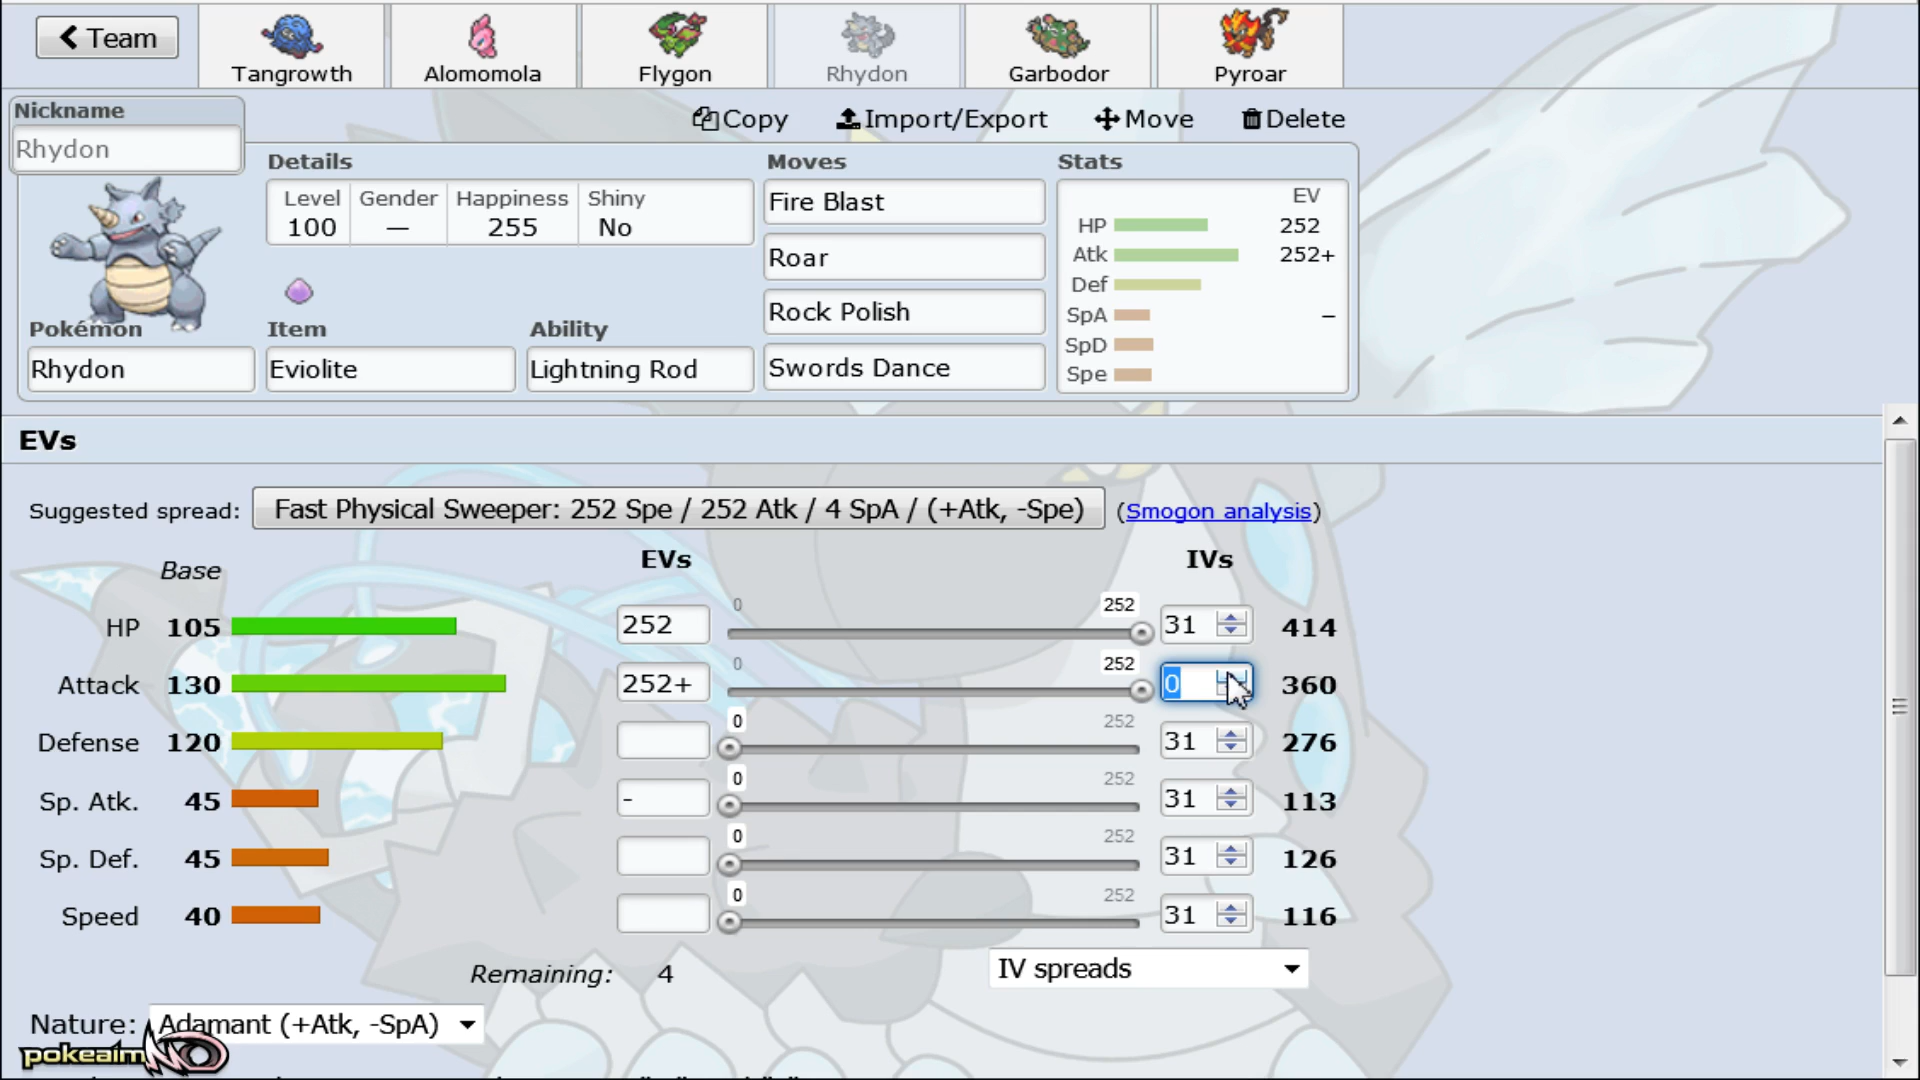 Team
Tangrowth
Alomomola
Flygon
Rhydon
Garbodor
Pyroar
Nickname
Rhydon
Copy
Import/Export
Move
Delete
Details
Level
100
Gender
—
Happiness
255
Shiny
No
Pokémon
Rhydon
Item
Eviolite
Ability
Lightning Rod
Moves
Fire Blast
Roar
Rock Polish
Swords Dance
Stats
EV
HP 252
Atk 252+
Def
SpA –
SpD
Spe
EVs
Suggested spread: Fast Physical Sweeper: 252 Spe / 252 Atk / 4 SpA / (+Atk, -Spe) (Smogon analysis)
Base EVs IVs
HP 105 252 0 252 31 414
Attack 130 252+ 0 252 0 360
Defense 120 0 252 31 276
Sp. Atk. 45 - 0 252 31 113
Sp. Def. 45 0 252 31 126
Speed 40 0 252 31 116
Remaining: 4 IV spreads
Nature: Adamant (+Atk, -SpA)
pokeaimMD